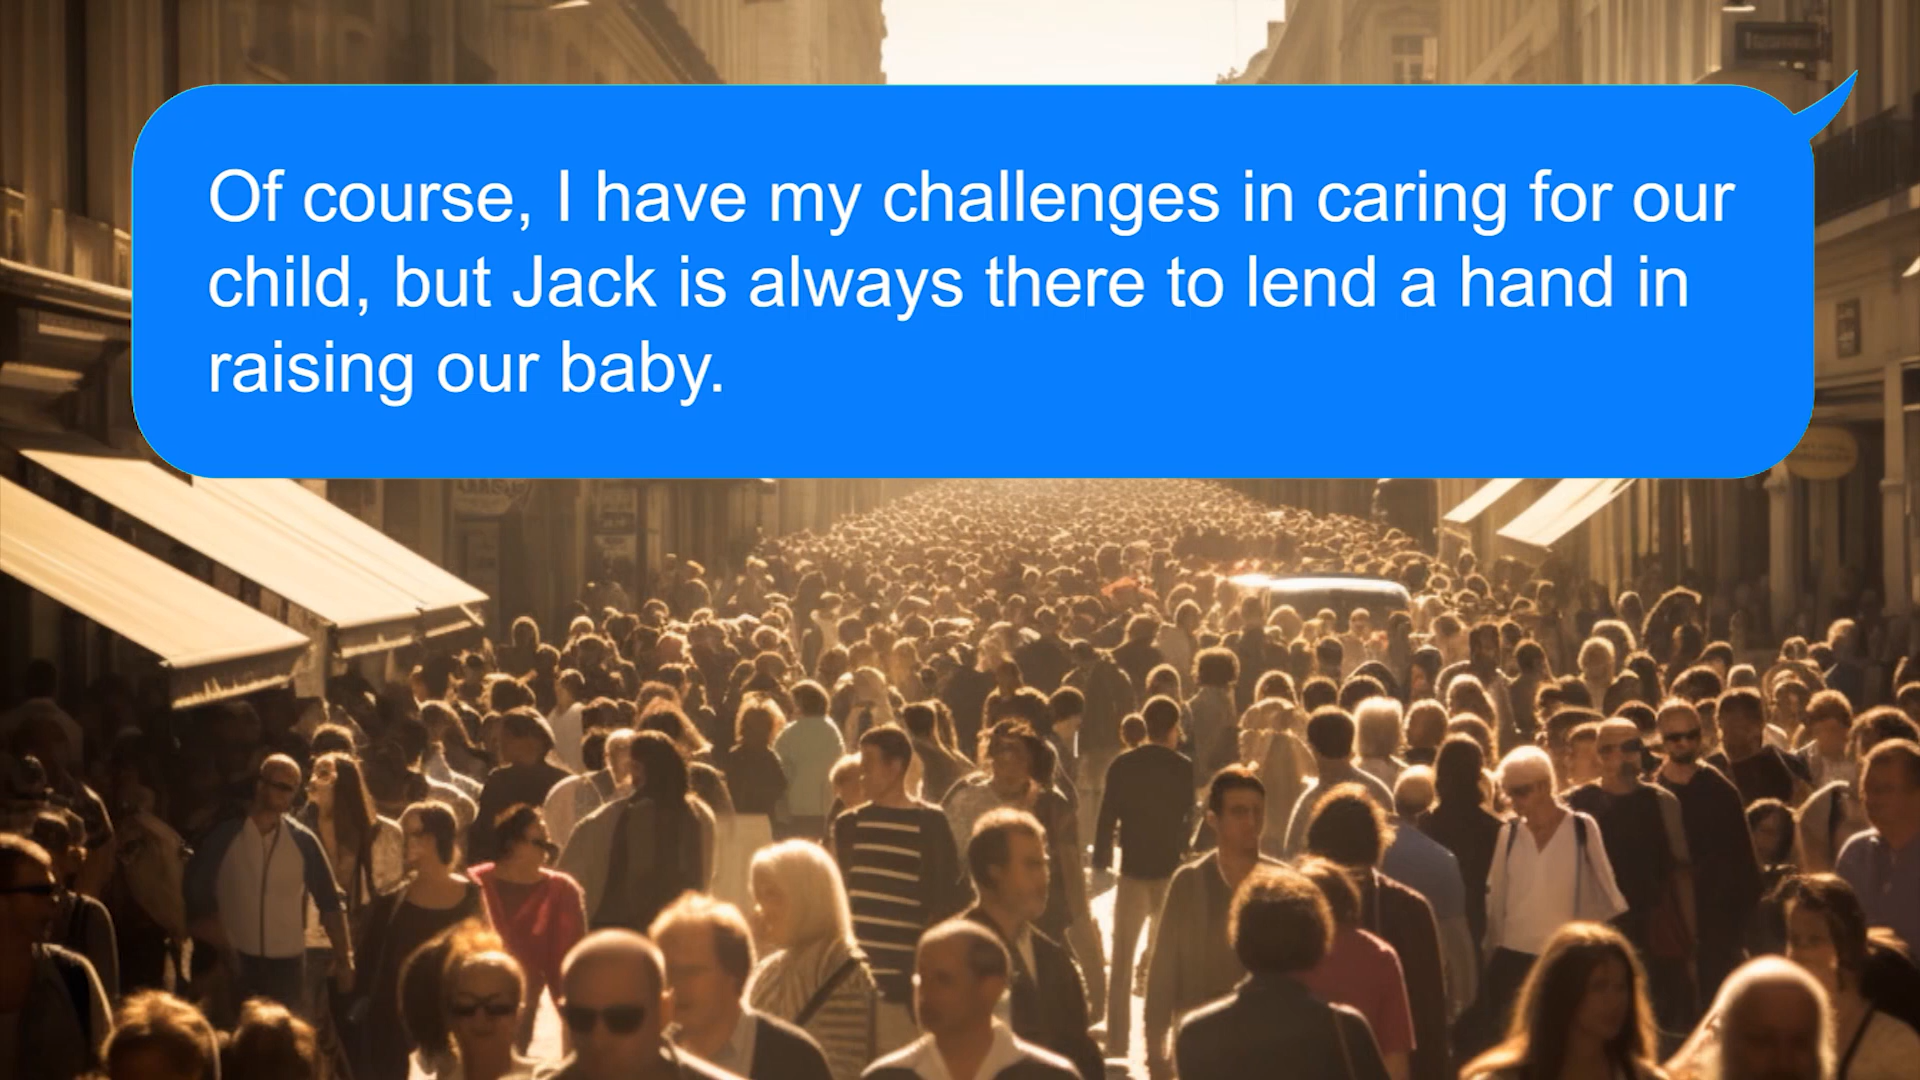 Of course, I have my challenges in caring for our
child, but Jack is always there to lend a hand in
raising our baby.